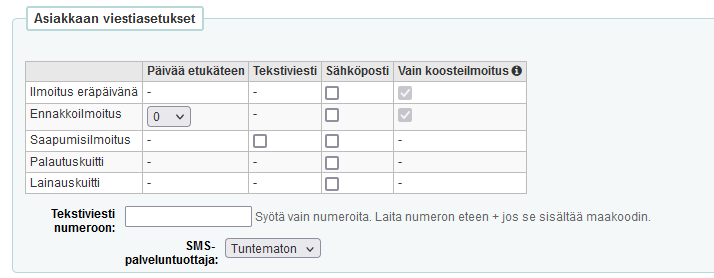 Asiakkaan viestiasetukset
Päivää etukäteen Tekstiviesti Sähköposti Vain koosteilmoitus
Ilmoitus eräpäivänä - -
Ennakkoilmoitus 0 -
Saapumisilmoitus - -
Palautuskuitti - - -
Lainauskuitti - - -
Tekstiviesti numeroon: Syötä vain numeroita. Laita numeron eteen + jos se sisältää maakoodin.
SMS-palveluntuottaja: Tuntematon